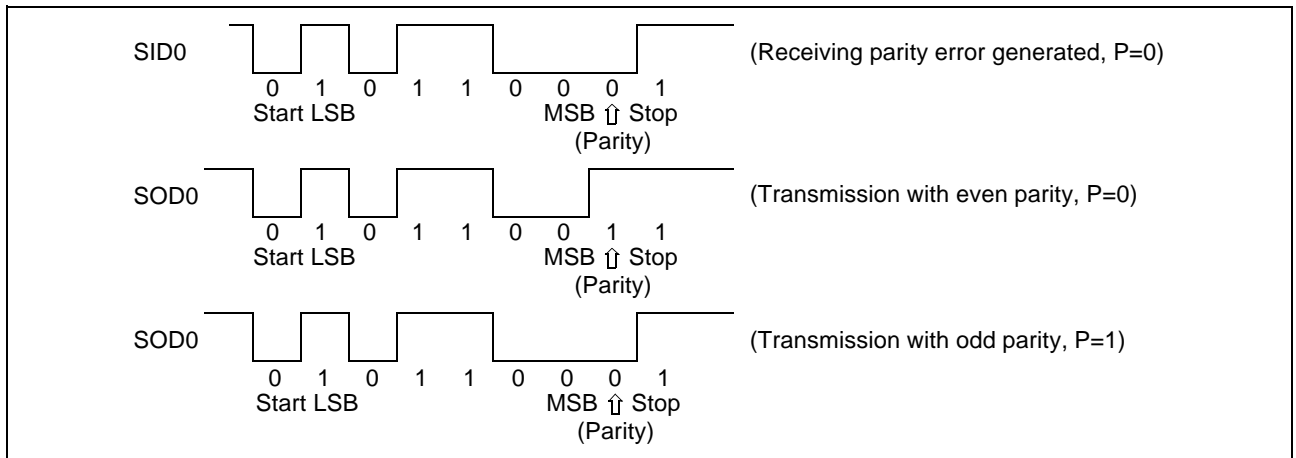 SID0 (Receiving parity error generated, P=0)
0 1 0 1 1 0 0 0 1
Start LSB MSB ⇧ Stop
(Parity)
SOD0 (Transmission with even parity, P=0)
0 1 0 1 1 0 0 1 1
Start LSB MSB ⇧ Stop
(Parity)
SOD0 (Transmission with odd parity, P=1)
0 1 0 1 1 0 0 0 1
Start LSB MSB ⇧ Stop
(Parity)